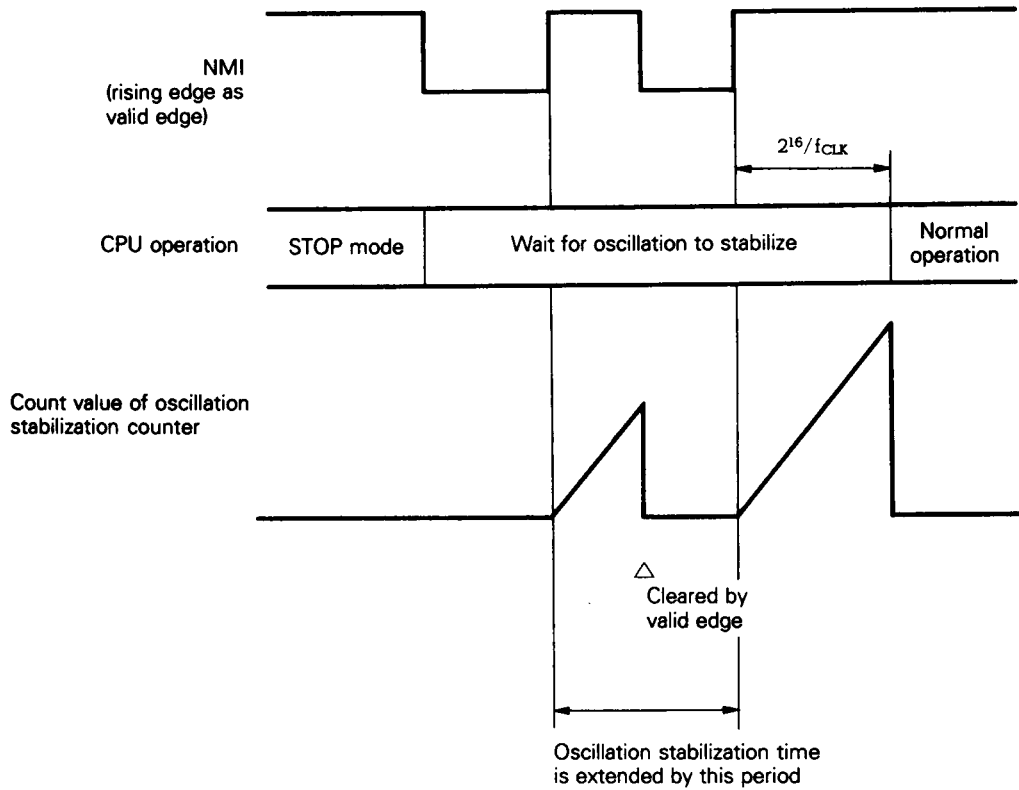 NMI
(rising edge as
valid edge)
2¹⁶/fCLK
CPU operation
STOP mode
Wait for oscillation to stabilize
Normal
operation
Count value of oscillation
stabilization counter
Cleared by
valid edge
Oscillation stabilization time
is extended by this period